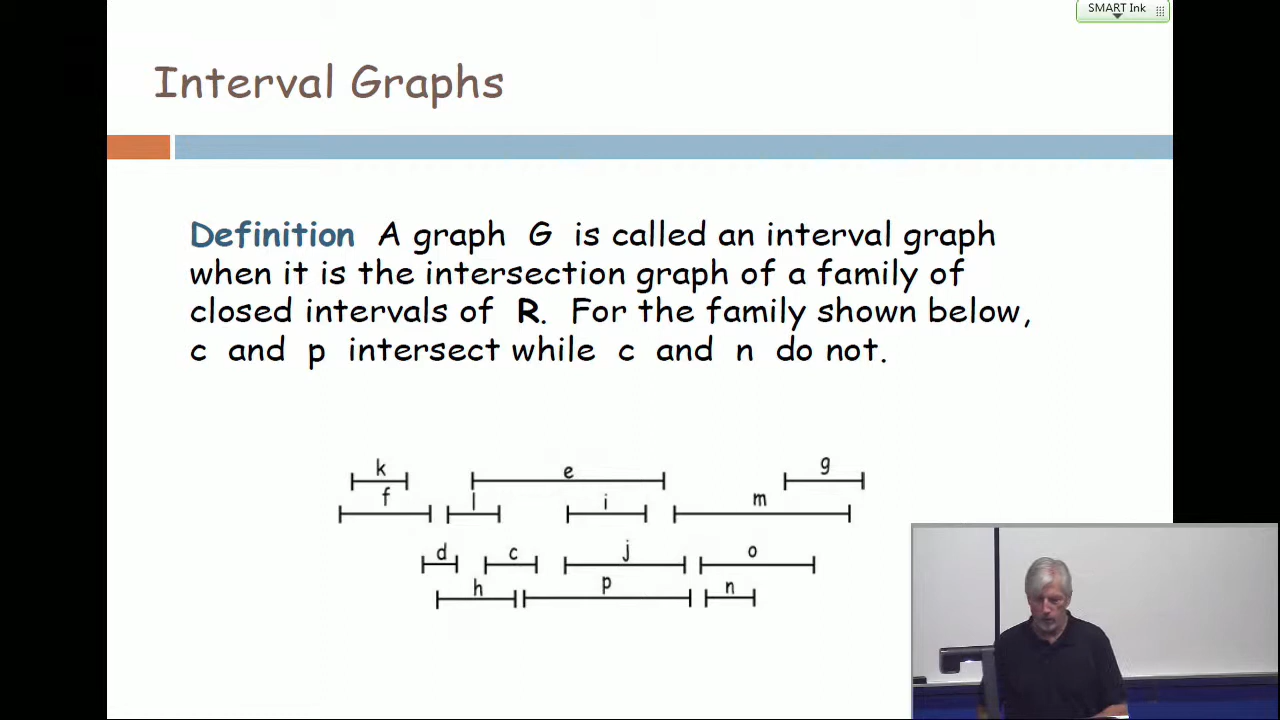 SMART Ink
Interval Graphs
Definition A graph G is called an interval graph
when it is the intersection graph of a family of
closed intervals of R. For the family shown below,
c and p intersect while c and n do not.
k e g
f l i m
d c j o
h p n